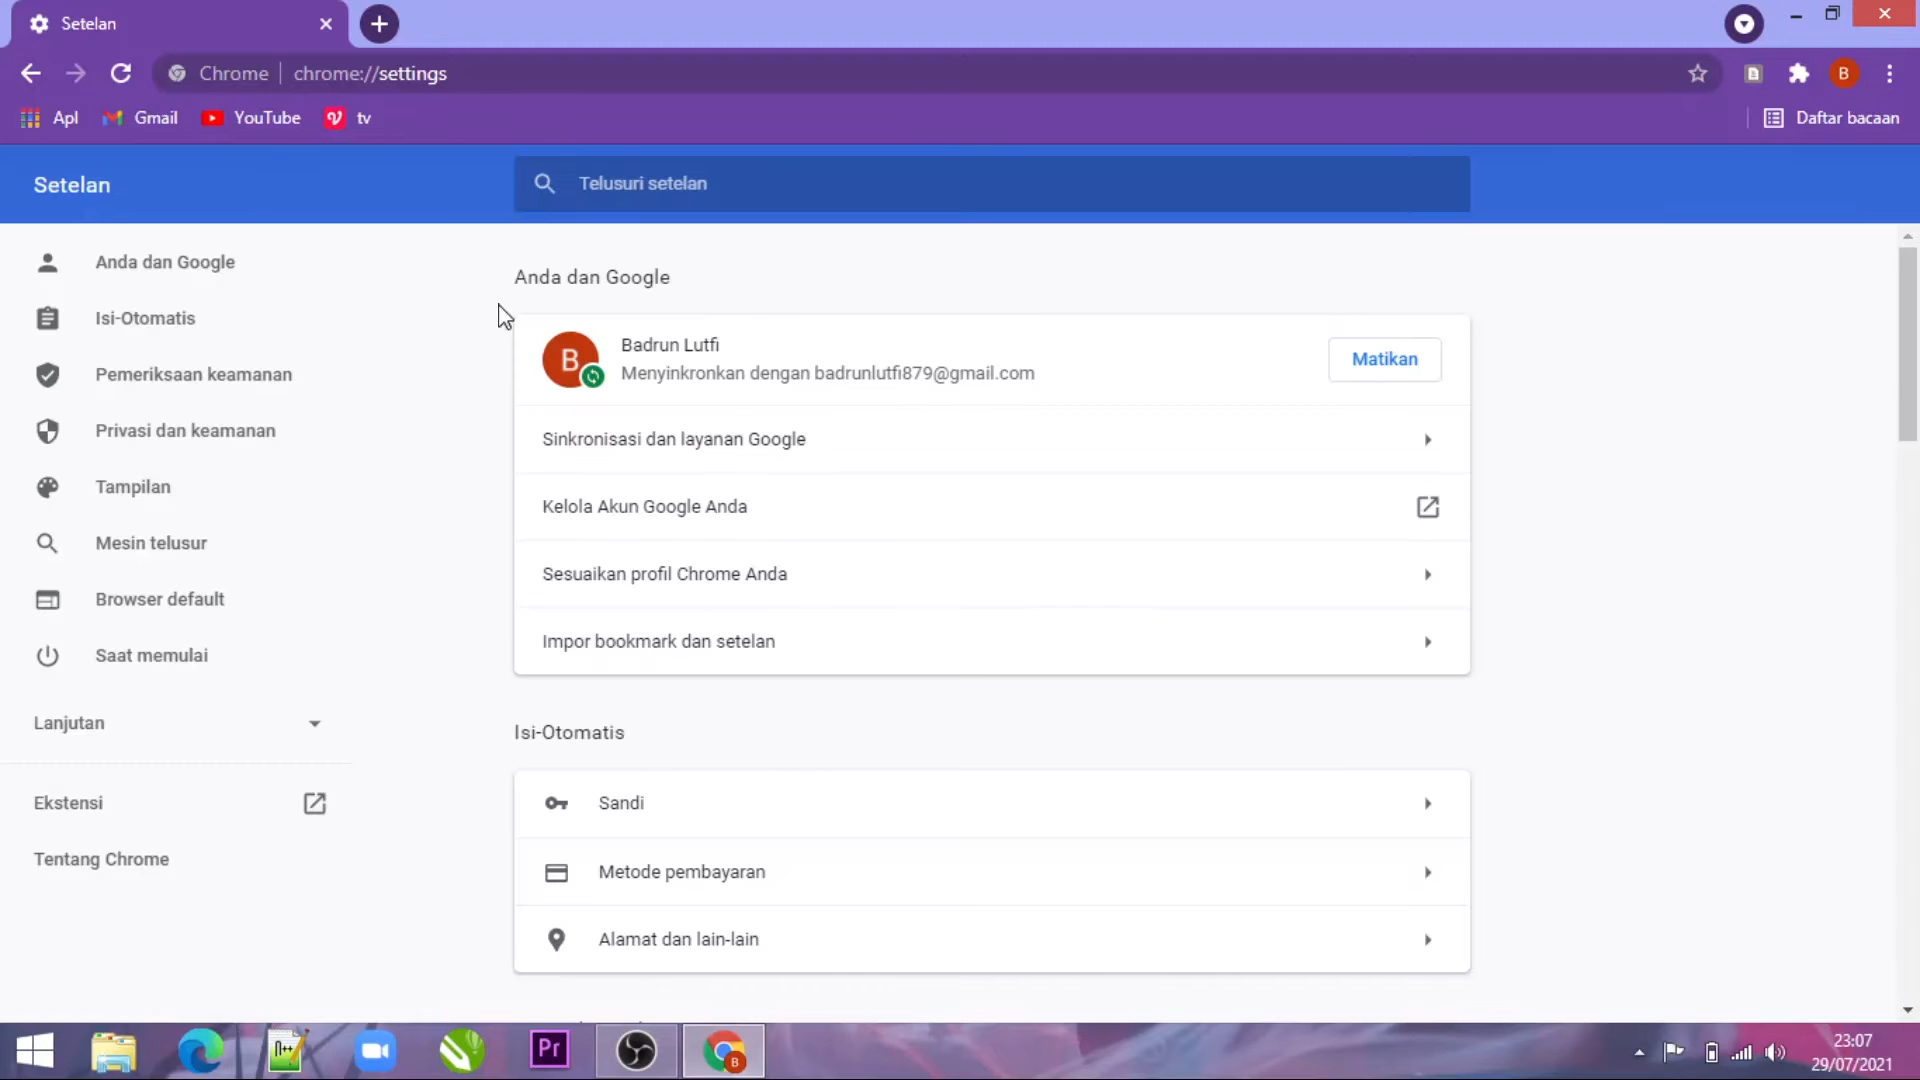 Setelan
Chrome
chrome://settings
B
Apl
Gmail
YouTube
tv
Daftar bacaan
Setelan
Telusuri setelan
Anda dan Google
Isi-Otomatis
Pemeriksaan keamanan
Privasi dan keamanan
Tampilan
Mesin telusur
Browser default
Saat memulai
Lanjutan
Ekstensi
Tentang Chrome
Anda dan Google
B
Badrun Lutfi
Menyinkronkan dengan badrunlutfi879@gmail.com
Matikan
Sinkronisasi dan layanan Google
Kelola Akun Google Anda
Sesuaikan profil Chrome Anda
Impor bookmark dan setelan
Isi-Otomatis
Sandi
Metode pembayaran
Alamat dan lain-lain
Pr
B
23:07
29/07/2021